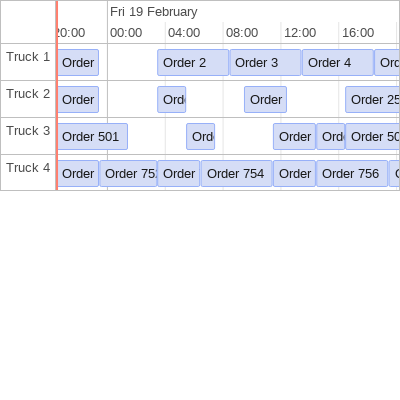 Fri 19 February
20:00 00:00 04:00 08:00 12:00 16:00
Truck 1 Order Order 2 Order 3 Order 4 Ord
Truck 2 Order Ord Order Order 25
Truck 3 Order 501 Ord Order Ord Order 50
Truck 4 Order Order 75 Order Order 754 Order Order 756